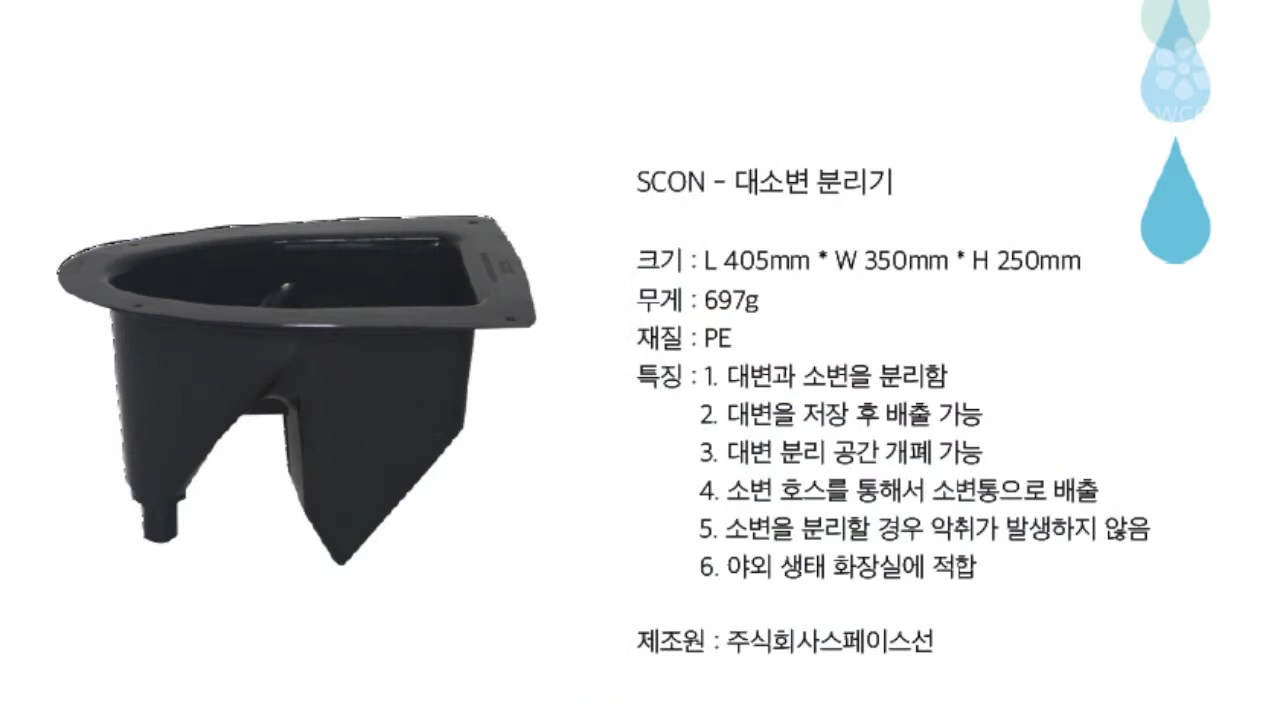 SCON - 대소변 분리기
크기 : L 405mm * W 350mm * H 250mm
무게 : 697g
재질 : PE
특징 : 1. 대변과 소변을 분리함
2. 대변을 저장 후 배출 가능
3. 대변 분리 공간 개폐 가능
4. 소변 호스를 통해서 소변통으로 배출
5. 소변을 분리할 경우 악취가 발생하지 않음
6. 야외 생태 화장실에 적합
제조원 : 주식회사스페이스선